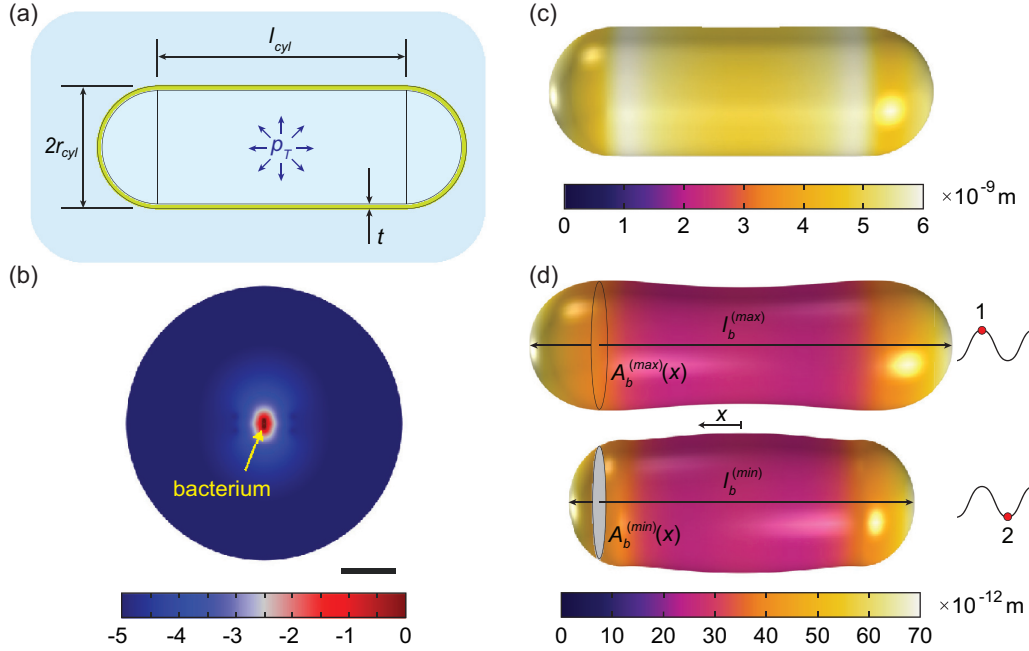 (a)
l_cyl
2r_cyl
p_T
t
(b)
bacterium
-5 -4 -3 -2 -1 0
(c)
0 1 2 3 4 5 6 ×10⁻⁹ m
(d)
l_b^(max)
A_b^(max)(x)
1
x
l_b^(min)
A_b^(min)(x)
2
0 10 20 30 40 50 60 70 ×10⁻¹² m